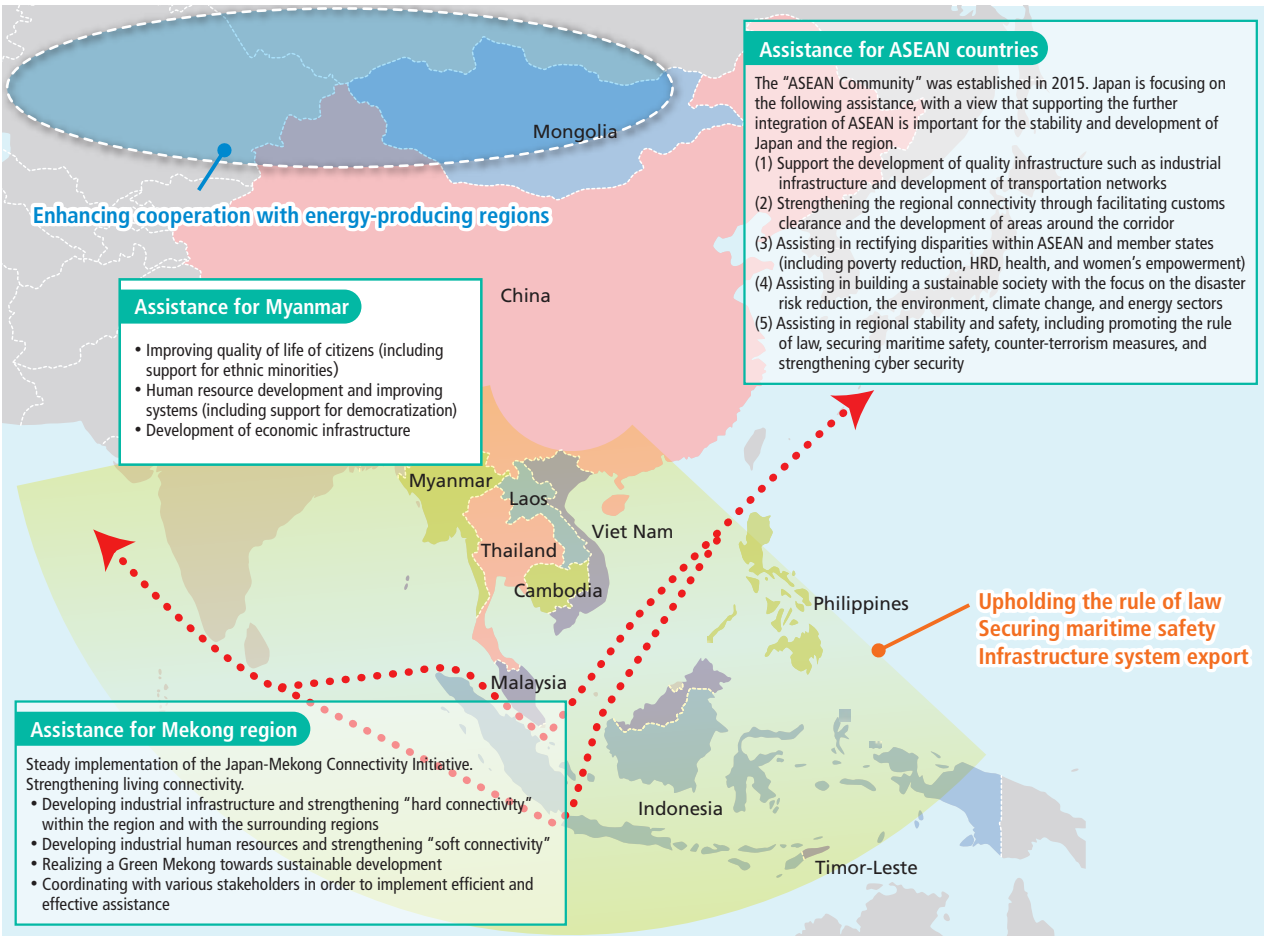 Assistance for ASEAN countries
The “ASEAN Community” was established in 2015. Japan is focusing on
the following assistance, with a view that supporting the further
integration of ASEAN is important for the stability and development of
Japan and the region.
(1) Support the development of quality infrastructure such as industrial
infrastructure and development of transportation networks
(2) Strengthening the regional connectivity through facilitating customs
clearance and the development of areas around the corridor
(3) Assisting in rectifying disparities within ASEAN and member states
(including poverty reduction, HRD, health, and women’s empowerment)
(4) Assisting in building a sustainable society with the focus on the disaster
risk reduction, the environment, climate change, and energy sectors
(5) Assisting in regional stability and safety, including promoting the rule
of law, securing maritime safety, counter-terrorism measures, and
strengthening cyber security
Mongolia
Enhancing cooperation with energy-producing regions
China
Assistance for Myanmar
• Improving quality of life of citizens (including
support for ethnic minorities)
• Human resource development and improving
systems (including support for democratization)
• Development of economic infrastructure
Myanmar
Laos
Viet Nam
Thailand
Cambodia
Philippines
Upholding the rule of law
Securing maritime safety
Infrastructure system export
Malaysia
Assistance for Mekong region
Steady implementation of the Japan-Mekong Connectivity Initiative.
Strengthening living connectivity.
• Developing industrial infrastructure and strengthening “hard connectivity”
within the region and with the surrounding regions
• Developing industrial human resources and strengthening “soft connectivity”
• Realizing a Green Mekong towards sustainable development
• Coordinating with various stakeholders in order to implement efficient and
effective assistance
Indonesia
Timor-Leste